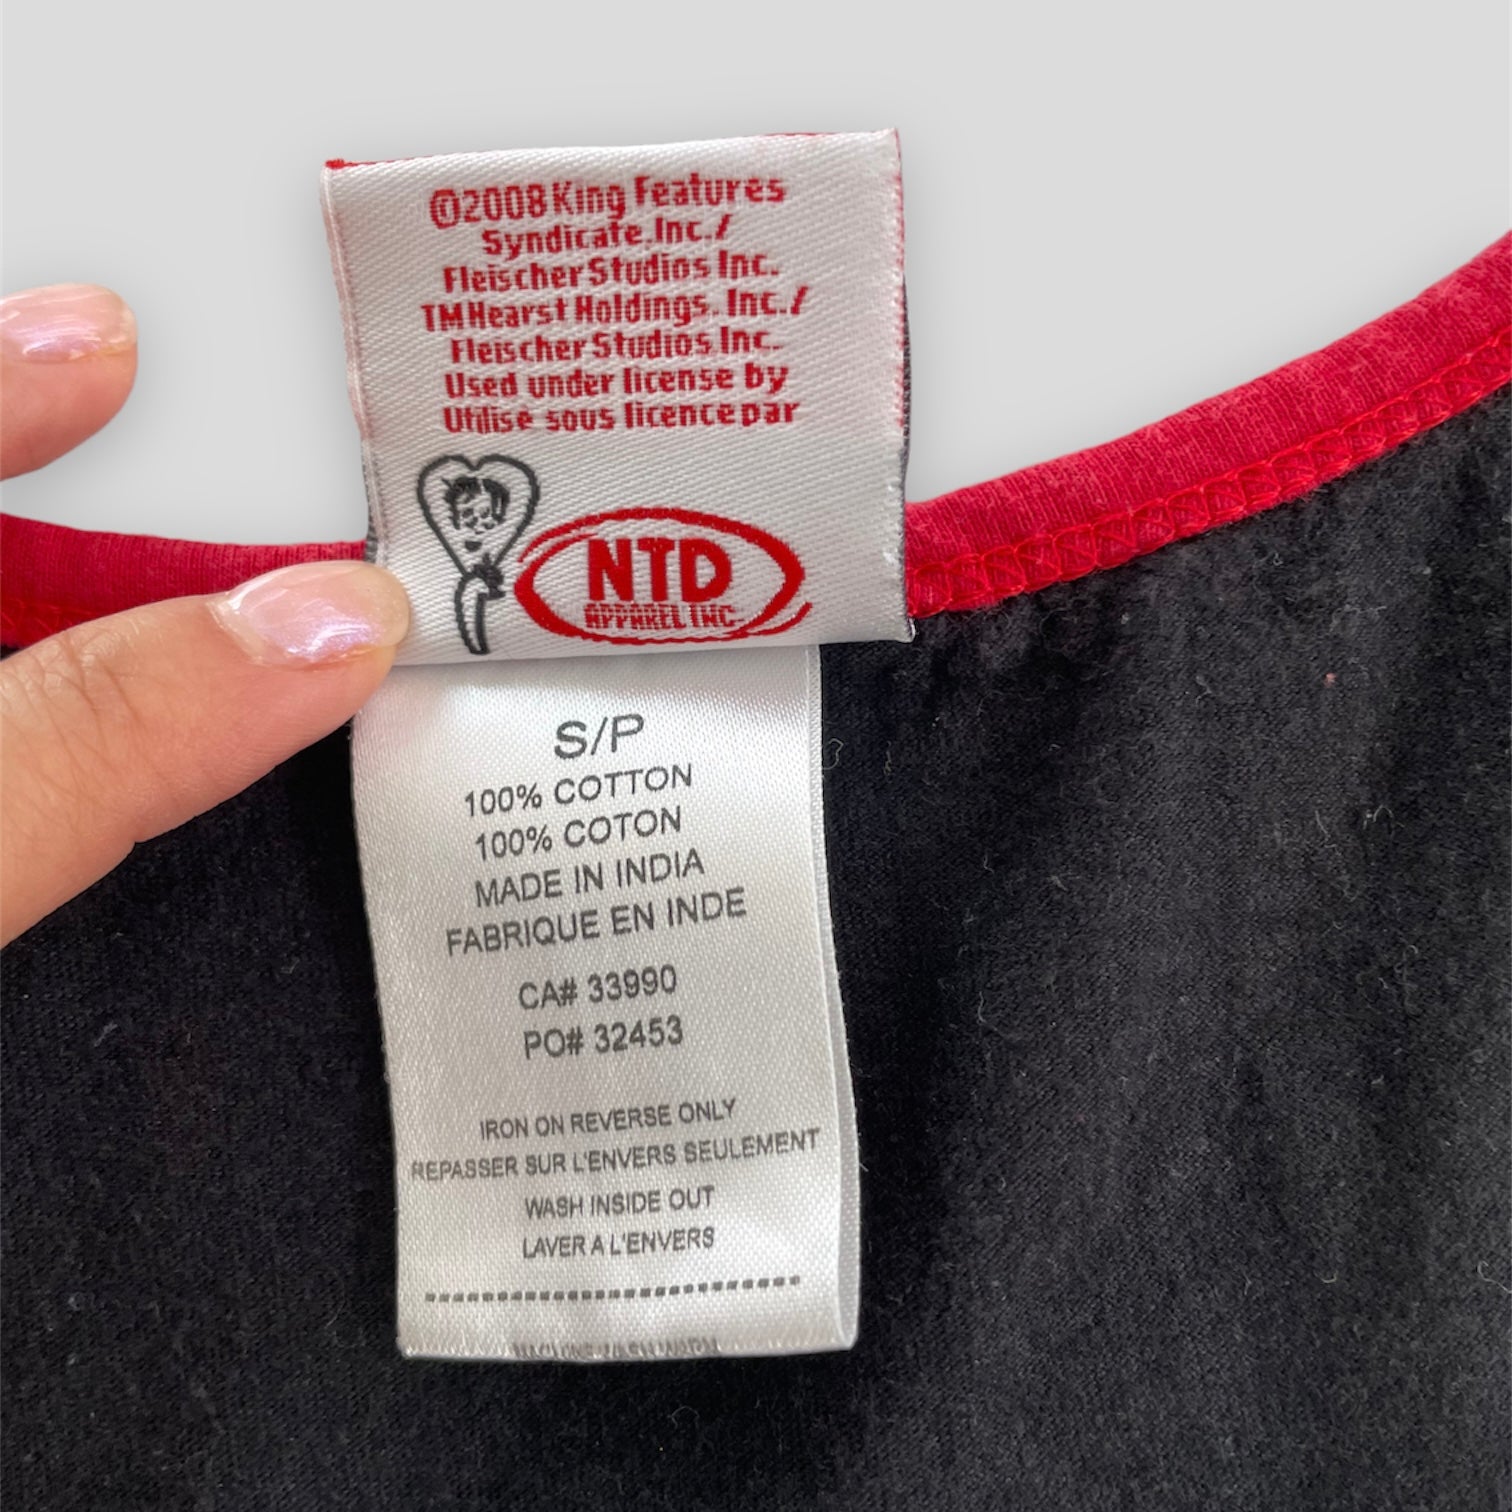 ©2008 King Features
Syndicate, Inc./
Fleischer Studios Inc.
TM Hearst Holdings, Inc./
Fleischer Studios, Inc.
Used under license by
Utilise sous licence par
NTD
APPAREL INC.
S/P
100% COTTON
100% COTON
MADE IN INDIA
FABRIQUE EN INDE
CA# 33990
PO# 32453
IRON ON REVERSE ONLY
REPASSER SUR L'ENVERS SEULEMENT
WASH INSIDE OUT
LAVER A L'ENVERS